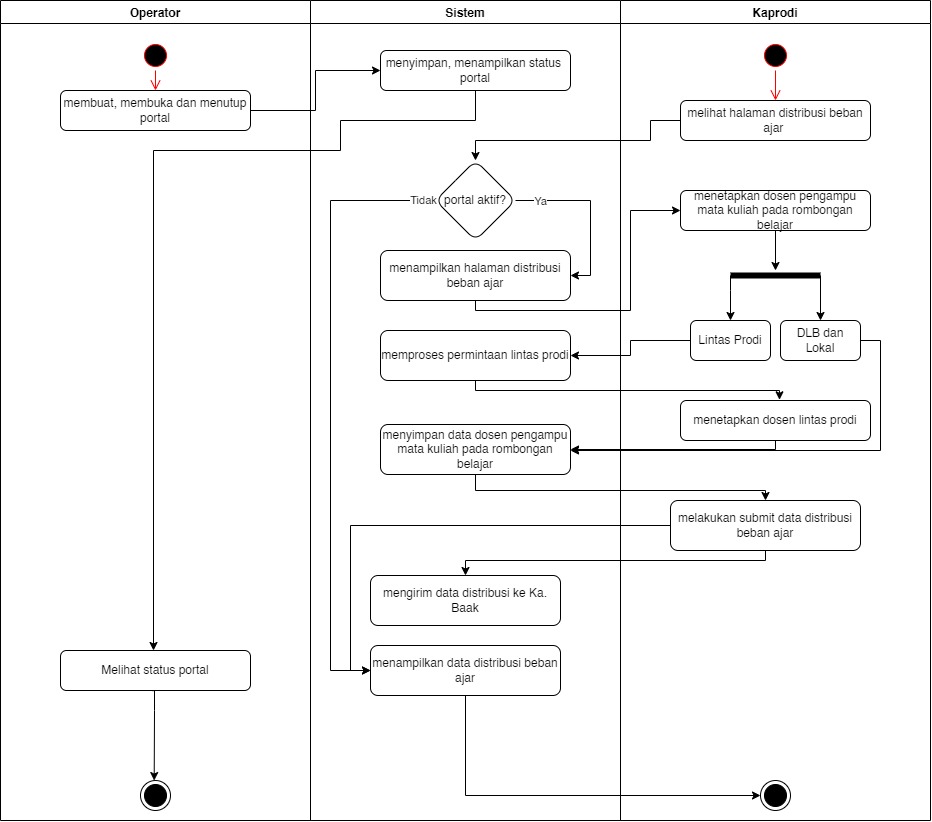 Operator
Sistem
Kaprodi
menyimpan, menampilkan status
portal
membuat, membuka dan menutup
portal
melihat halaman distribusi beban
ajar
Tidak
portal aktif?
Ya
menetapkan dosen pengampu
mata kuliah pada rombongan
belajar
menampilkan halaman distribusi
beban ajar
Lintas Prodi
DLB dan
Lokal
memproses permintaan lintas prodi
menetapkan dosen lintas prodi
menyimpan data dosen pengampu
mata kuliah pada rombongan
belajar
melakukan submit data distribusi
beban ajar
mengirim data distribusi ke Ka.
Baak
Melihat status portal
menampilkan data distribusi beban
ajar